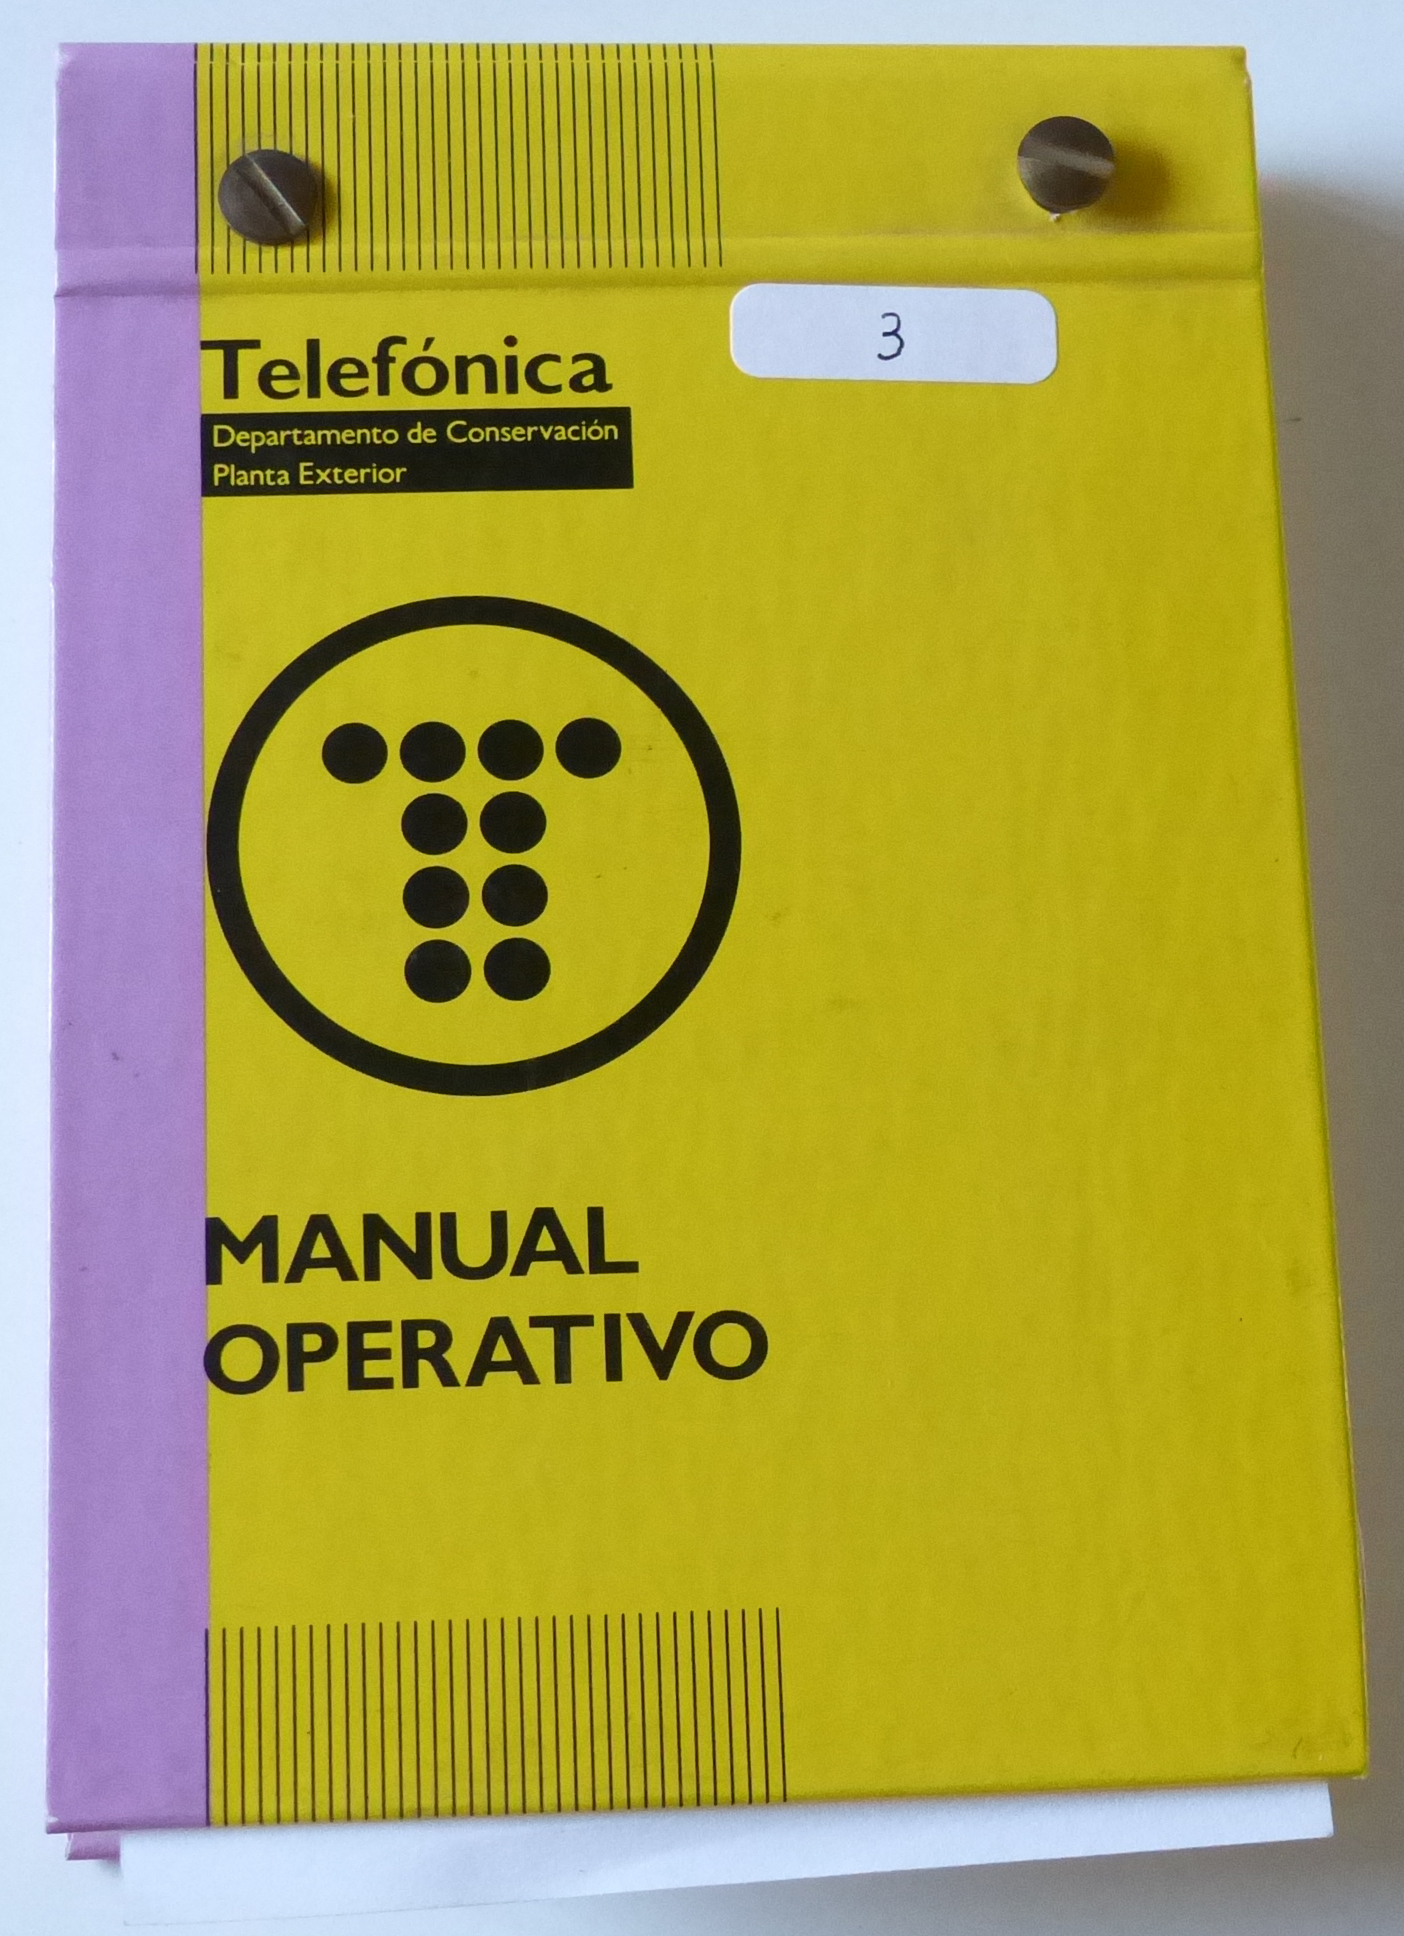 3
Telefónica
Departamento de Conservación
Planta Exterior
MANUAL
OPERATIVO